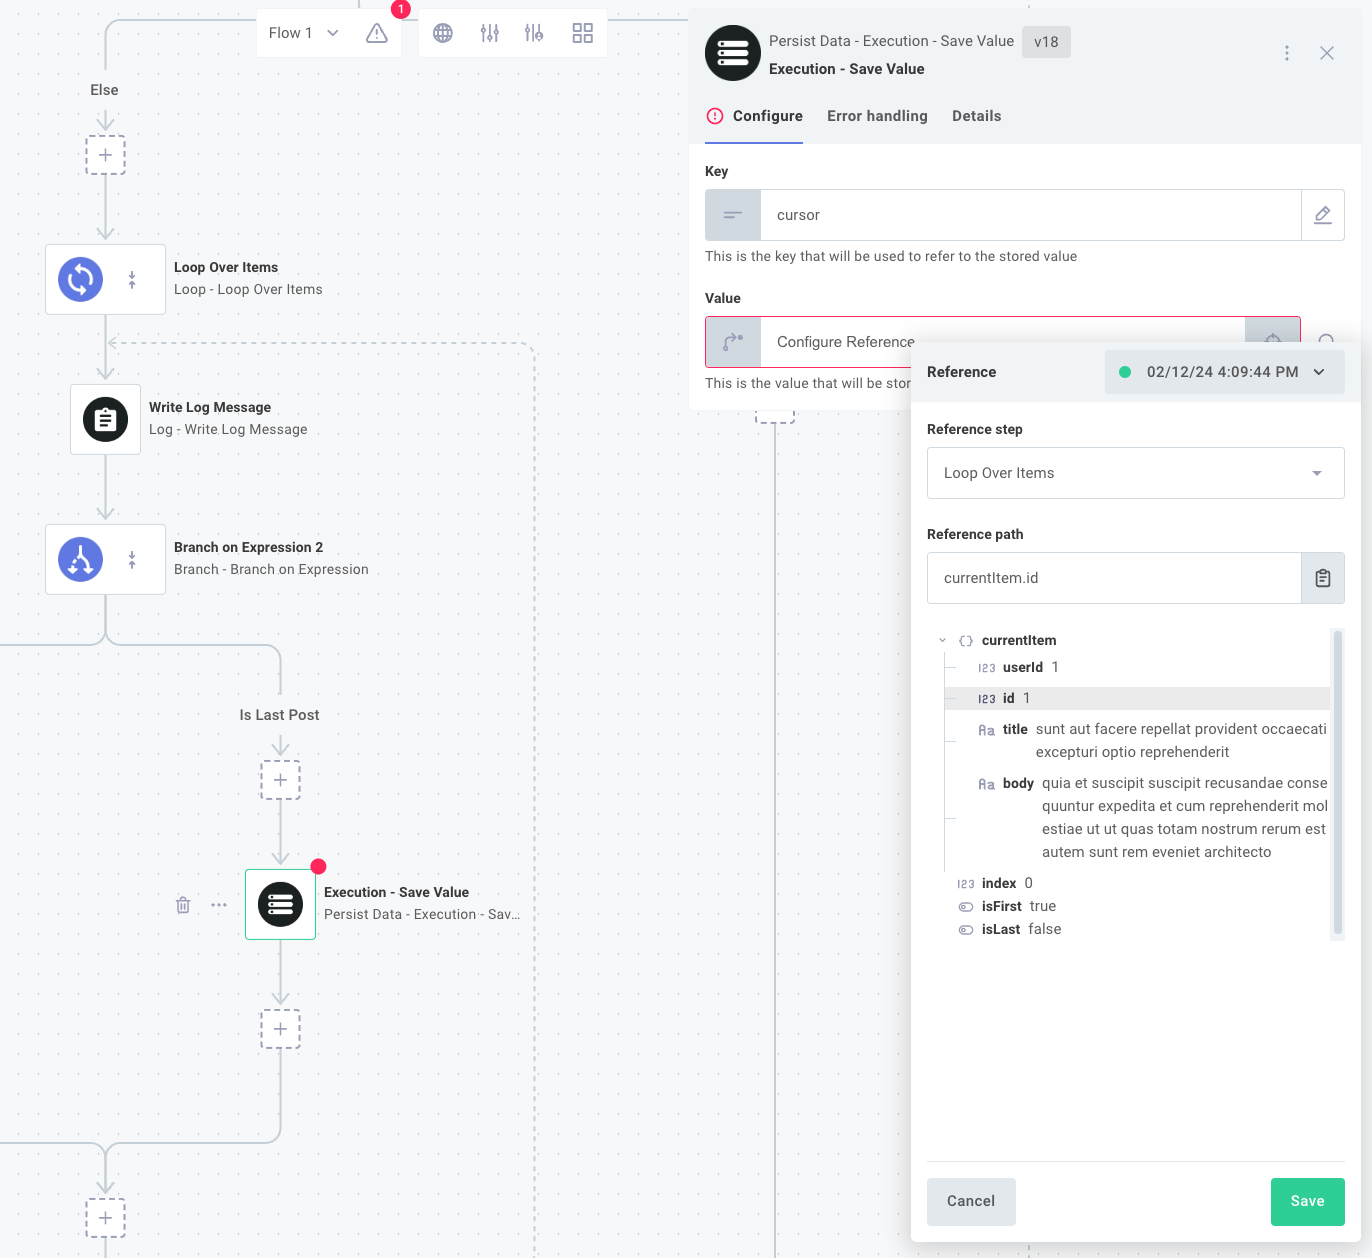 Flow 1
1
Else
Loop Over Items
Loop - Loop Over Items
Write Log Message
Log - Write Log Message
Branch on Expression 2
Branch - Branch on Expression
Is Last Post
Execution - Save Value
Persist Data - Execution - Sav...
Persist Data - Execution - Save Value
v18
Execution - Save Value
Configure
Error handling
Details
Key
cursor
This is the key that will be used to refer to the stored value
Value
Configure Reference
This is the value that will be stor
Reference
02/12/24 4:09:44 PM
Reference step
Loop Over Items
Reference path
currentItem.id
{} currentItem
123 userId 1
123 id 1
Aa title sunt aut facere repellat provident occaecati
excepturi optio reprehenderit
Aa body quia et suscipit suscipit recusandae conse
quuntur expedita et cum reprehenderit mol
estiae ut ut quas totam nostrum rerum est
autem sunt rem eveniet architecto
123 index 0
isFirst true
isLast false
Cancel
Save